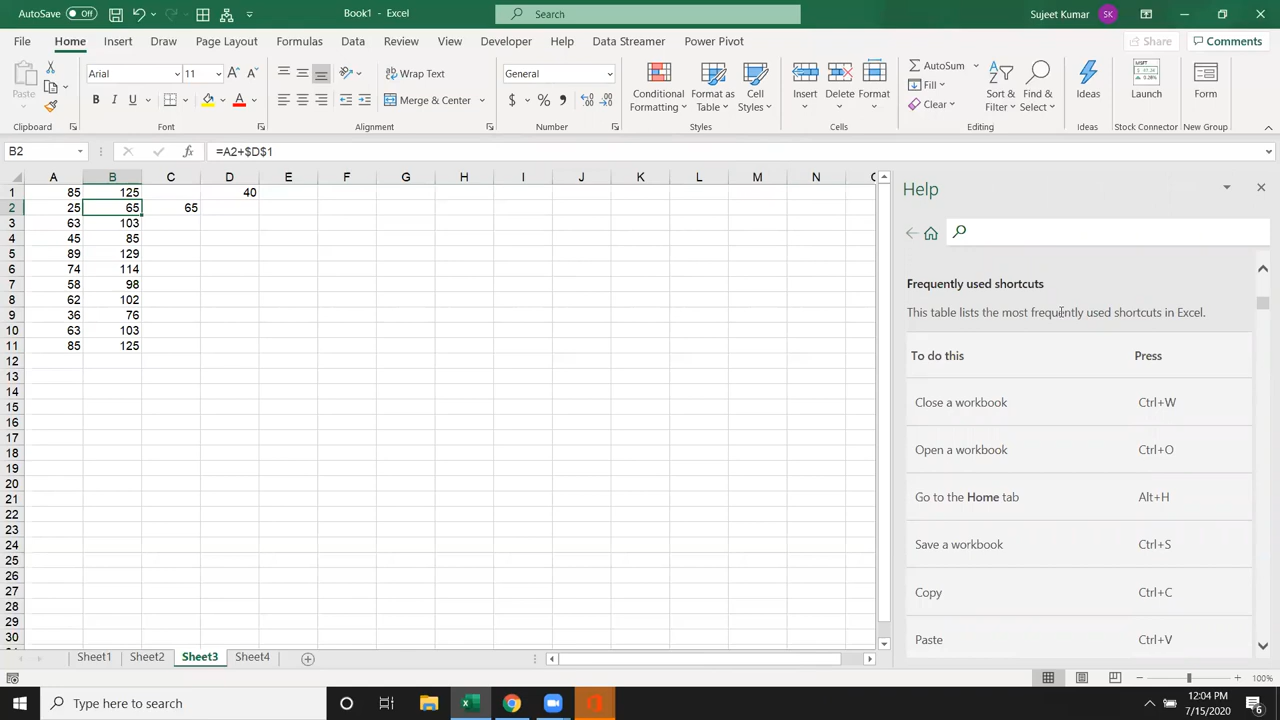 AutoSave Off Book1 - Excel Search Sujeet Kumar SK
File Home Insert Draw Page Layout Formulas Data Review View Developer Help Data Streamer Power Pivot Share Comments
Paste Arial 11 Wrap Text General Conditional Formatting Format as Table Cell Styles Insert Delete Format AutoSum Sort & Filter Find & Select Ideas Launch Form
B I U A Merge & Center $ % Fill
Clear
Clipboard Font Alignment Number Styles Cells Editing Ideas Stock Connector New Group
B2 fx =A2+$D$1
A B C D E F G H I J K L M N
1 85 125 40
2 25 65 65
3 63 103
4 45 85
5 89 129
6 74 114
7 58 98
8 62 102
9 36 76
10 63 103
11 85 125
12
13
14
15
16
17
18
19
20
21
22
23
24
25
26
27
28
29
30
Help
Frequently used shortcuts
This table lists the most frequently used shortcuts in Excel.
To do this Press
Close a workbook Ctrl+W
Open a workbook Ctrl+O
Go to the Home tab Alt+H
Save a workbook Ctrl+S
Copy Ctrl+C
Paste Ctrl+V
Sheet1 Sheet2 Sheet3 Sheet4
100%
Type here to search
12:04 PM
7/15/2020
6